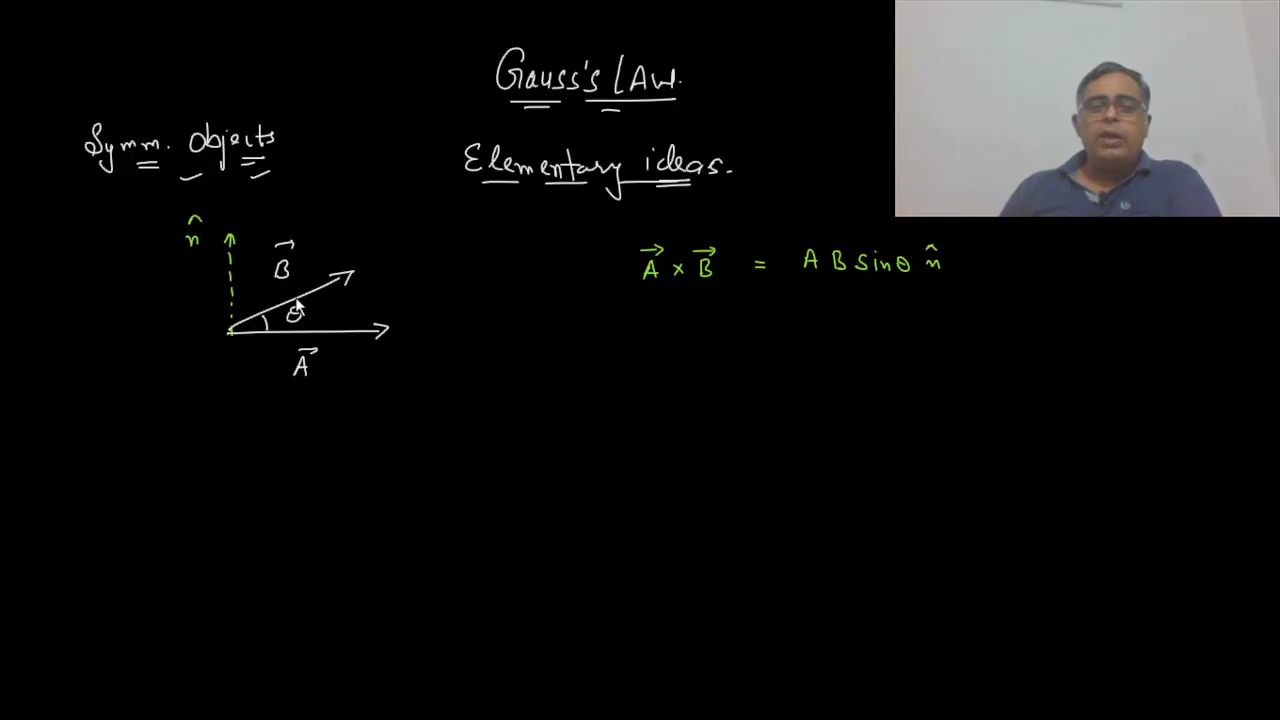 Gauss's Law.
Symm. Objects
Elementary ideas.
n̂
B⃗
θ
A⃗
A⃗ × B⃗ = A B Sinθ n̂